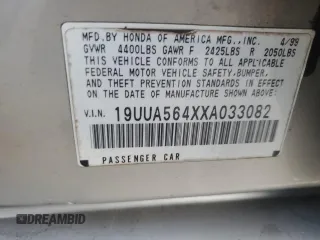 MFD. BY HONDA OF AMERICA MFG., INC. 4/99
GVWR 4400LBS GAWR F 2425LBS R 2050LBS
THIS VEHICLE CONFORMS TO ALL APPLICABLE
FEDERAL MOTOR VEHICLE SAFETY, BUMPER,
AND THEFT PREVENTION STANDARDS IN EFFECT
ON THE DATE OF MANUFACTURE SHOWN ABOVE.
V.I.N. 19UUA564XXA033082
PASSENGER CAR
DREAMBID